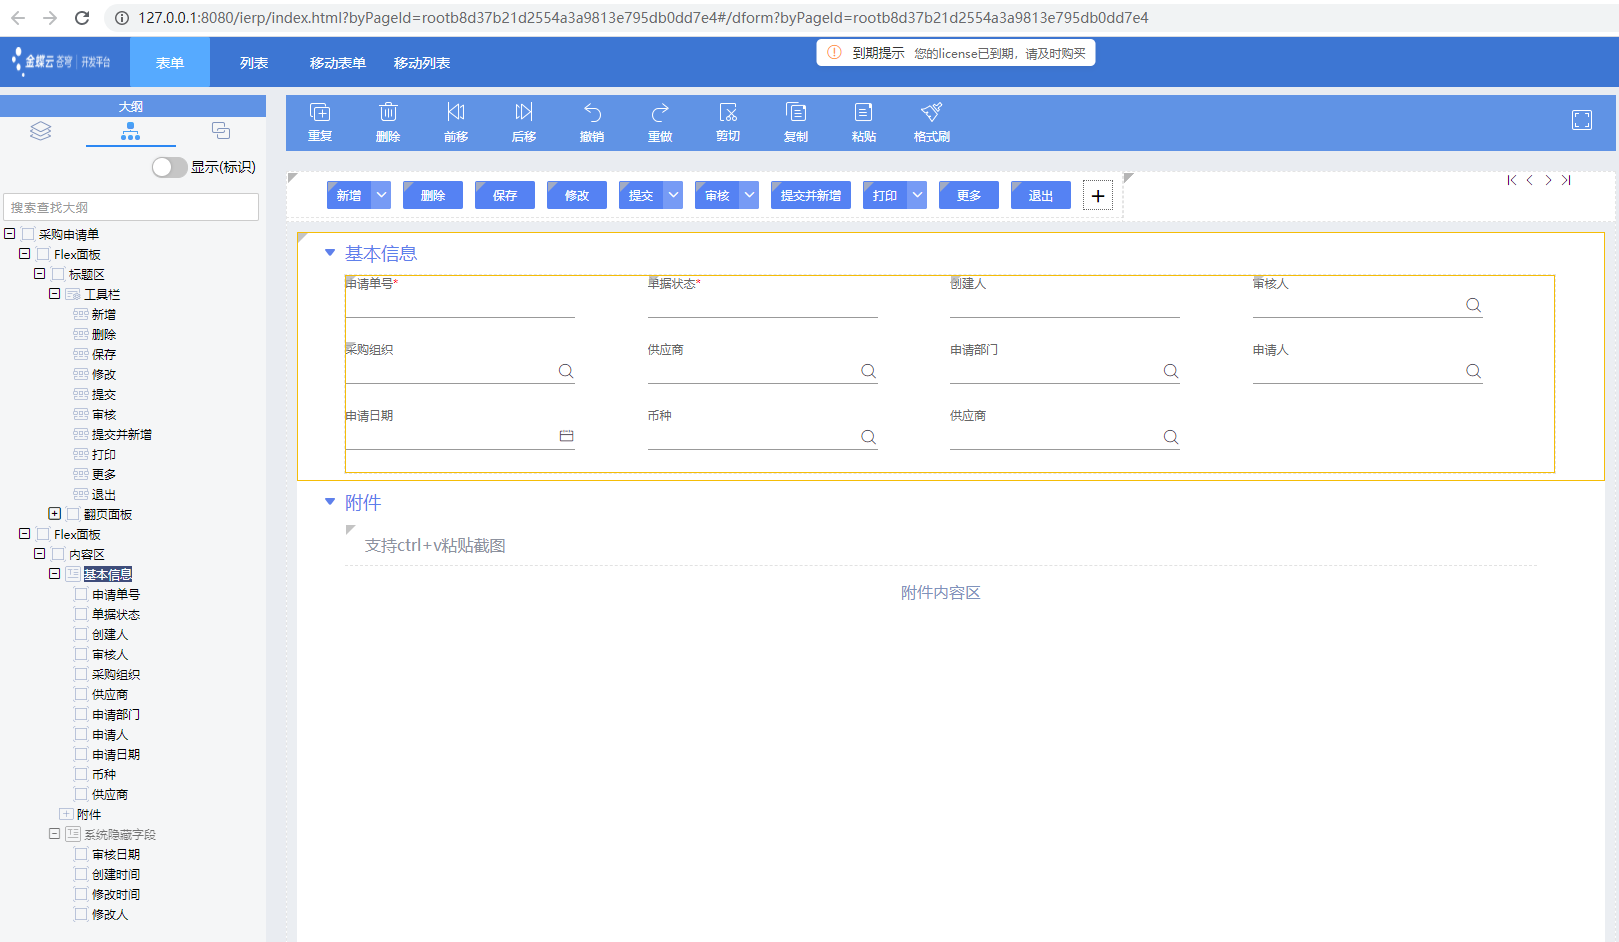 127.0.0.1:8080/ierp/index.html?byPageId=rootb8d37b21d2554a3a9813e795db0dd7e4#/dform?byPageId=rootb8d37b21d2554a3a9813e795db0dd7e4
金蝶云 苍穹 | 开发平台 表单 列表 移动表单 移动列表
到期提示 您的license已到期，请及时购买
大纲
显示(标识)
搜索查找大纲
采购申请单
Flex面板
标题区
工具栏
新增
删除
保存
修改
提交
审核
提交并新增
打印
更多
退出
翻页面板
Flex面板
内容区
基本信息
申请单号
单据状态
创建人
审核人
采购组织
供应商
申请部门
申请人
申请日期
币种
供应商
附件
系统隐藏字段
审核日期
创建时间
修改时间
修改人
重复 删除 前移 后移 撤销 重做 剪切 复制 粘贴 格式刷
新增 删除 保存 修改 提交 审核 提交并新增 打印 更多 退出 +
基本信息
申请单号* 单据状态* 创建人 审核人
采购组织 供应商 申请部门 申请人
申请日期 币种 供应商
附件
支持ctrl+v粘贴截图
附件内容区